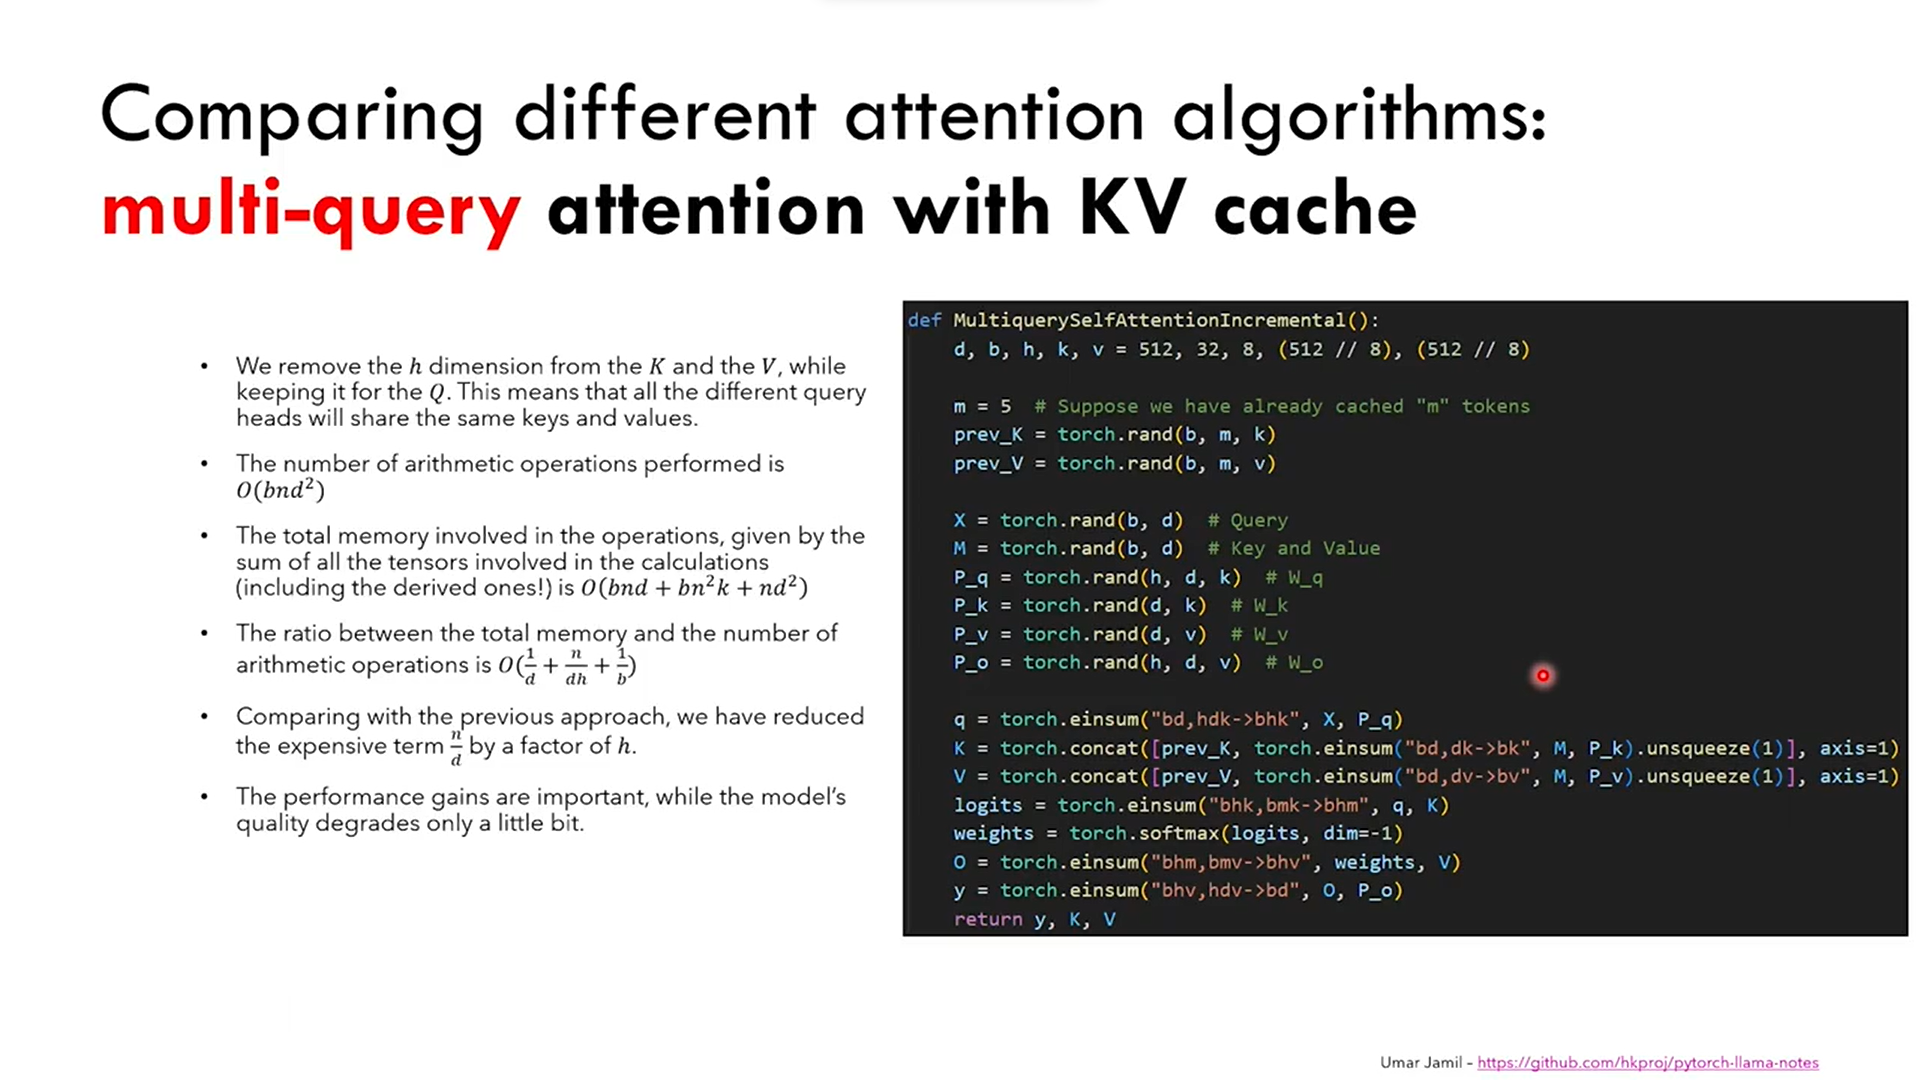 Comparing different attention algorithms:
multi-query attention with KV cache
• We remove the h dimension from the K and the V, while
keeping it for the Q. This means that all the different query
heads will share the same keys and values.
• The number of arithmetic operations performed is
O(bnd²)
• The total memory involved in the operations, given by the
sum of all the tensors involved in the calculations
(including the derived ones!) is O(bnd + bn²k + nd²)
• The ratio between the total memory and the number of
arithmetic operations is O(1/d + n/dh + 1/b)
• Comparing with the previous approach, we have reduced
the expensive term n/d by a factor of h.
• The performance gains are important, while the model's
quality degrades only a little bit.
def MultiquerySelfAttentionIncremental():
    d, b, h, k, v = 512, 32, 8, (512 // 8), (512 // 8)
    m = 5  # Suppose we have already cached "m" tokens
    prev_K = torch.rand(b, m, k)
    prev_V = torch.rand(b, m, v)
    X = torch.rand(b, d)  # Query
    M = torch.rand(b, d)  # Key and Value
    P_q = torch.rand(h, d, k)  # W_q
    P_k = torch.rand(d, k)  # W_k
    P_v = torch.rand(d, v)  # W_v
    P_o = torch.rand(h, d, v)  # W_o
    q = torch.einsum("bd,hdk->bhk", X, P_q)
    K = torch.concat([prev_K, torch.einsum("bd,dk->bk", M, P_k).unsqueeze(1)], axis=1)
    V = torch.concat([prev_V, torch.einsum("bd,dv->bv", M, P_v).unsqueeze(1)], axis=1)
    logits = torch.einsum("bhk,bmk->bhm", q, K)
    weights = torch.softmax(logits, dim=-1)
    O = torch.einsum("bhm,bmv->bhv", weights, V)
    y = torch.einsum("bhv,hdv->bd", O, P_o)
    return y, K, V
Umar Jamil – https://github.com/hkproj/pytorch-llama-notes